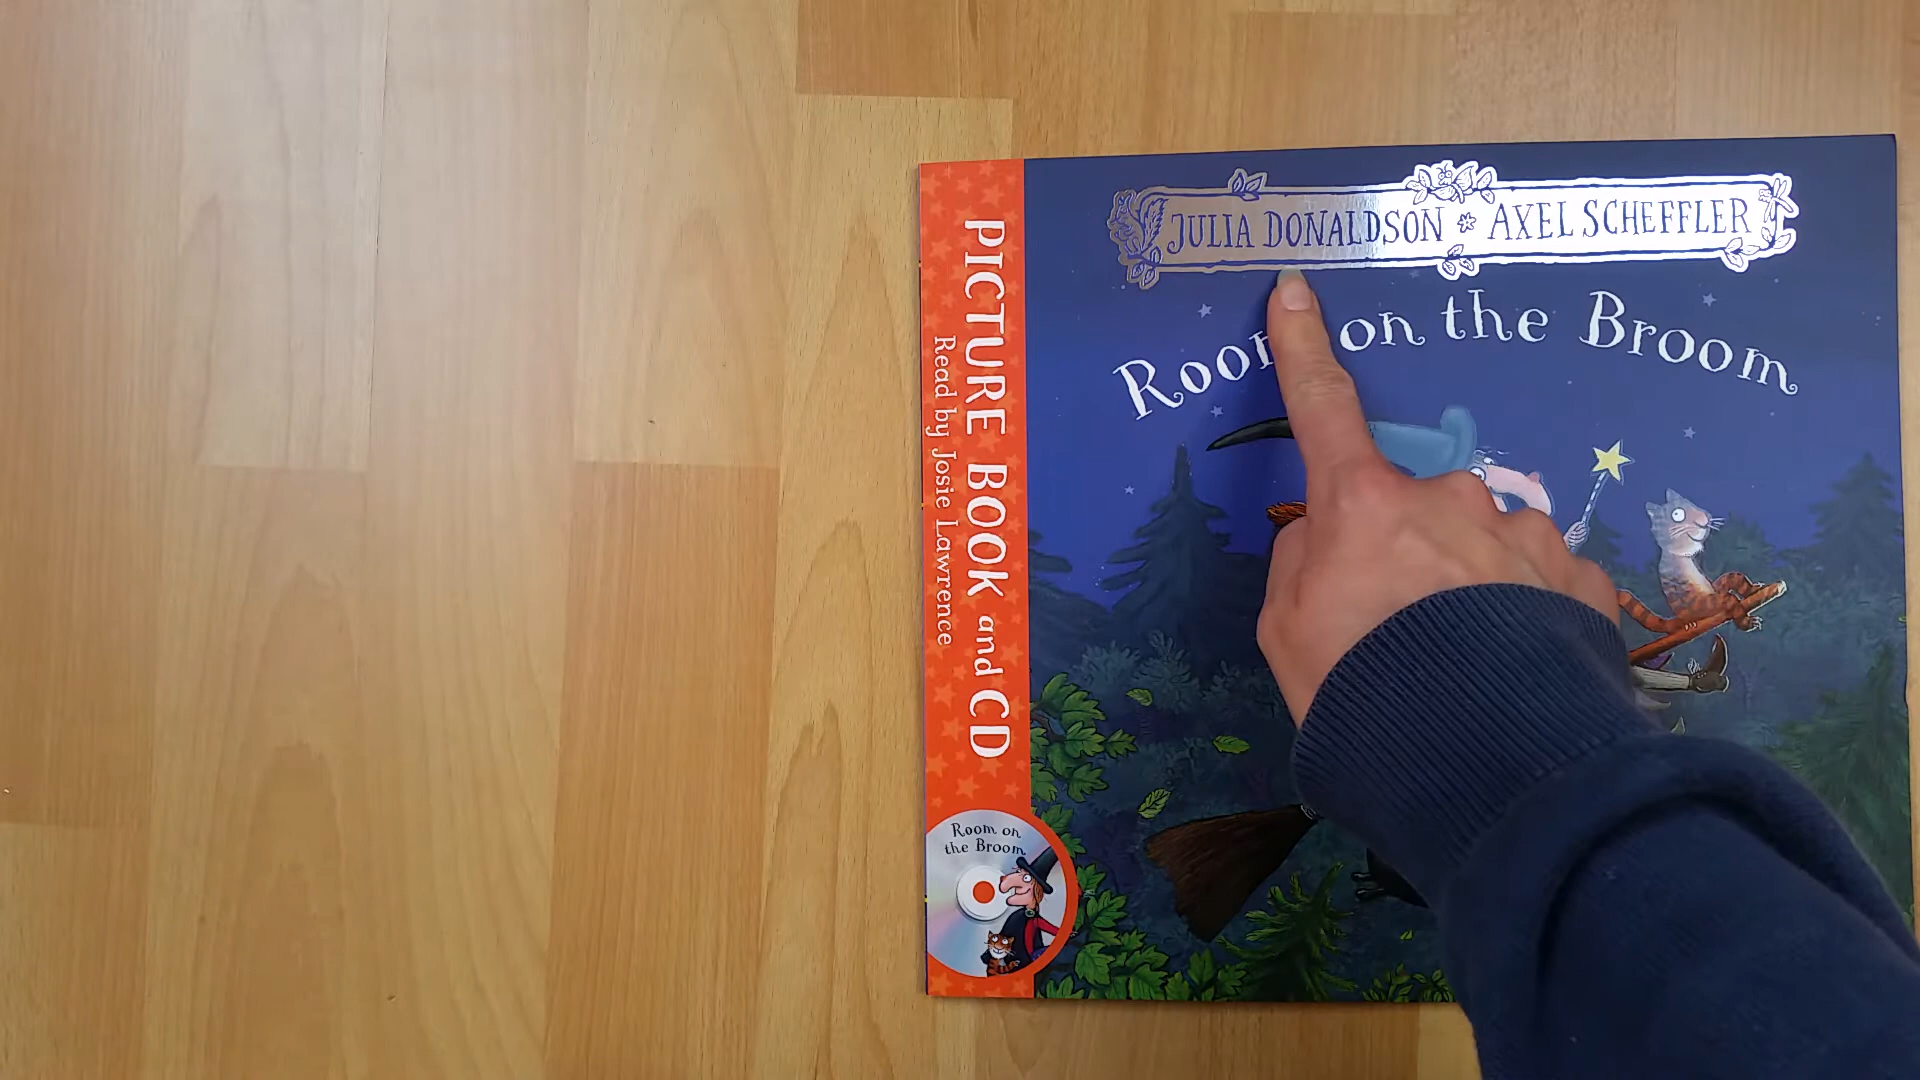 JULIA DONALDSON * AXEL SCHEFFLER
Room on the Broom
PICTURE BOOK and CD
Read by Josie Lawrence
Room on
the Broom